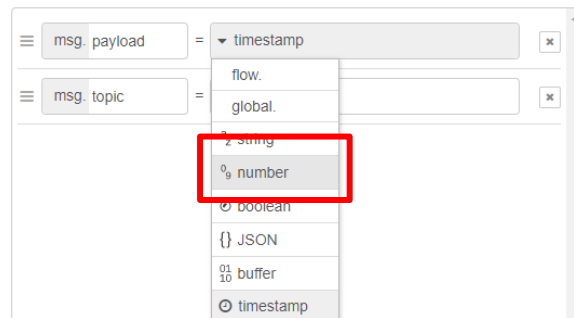 msg. payload = timestamp
flow.
msg. topic =
global.
string
number
boolean
{} JSON
buffer
timestamp